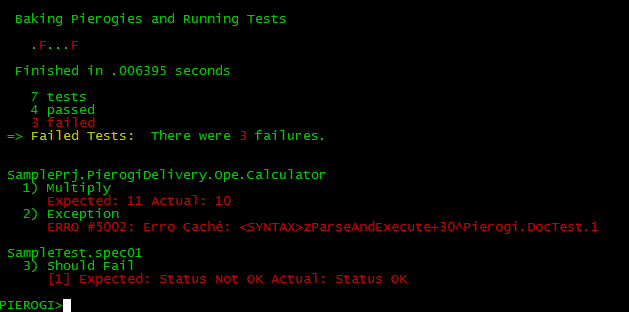 Baking Pierogies and Running Tests
.F...F
Finished in .006395 seconds
7 tests
4 passed
3 failed
=> Failed Tests:  There were 3 failures.
SamplePrj.PierogiDelivery.Ope.Calculator
1) Multiply
Expected: 11 Actual: 10
2) Exception
ERRO #5002: Erro Caché: <SYNTAX>zParseAndExecute+30^Pierogi.DocTest.1
SampleTest.spec01
3) Should Fail
[1] Expected: Status Not OK Actual: Status OK
PIEROGI>